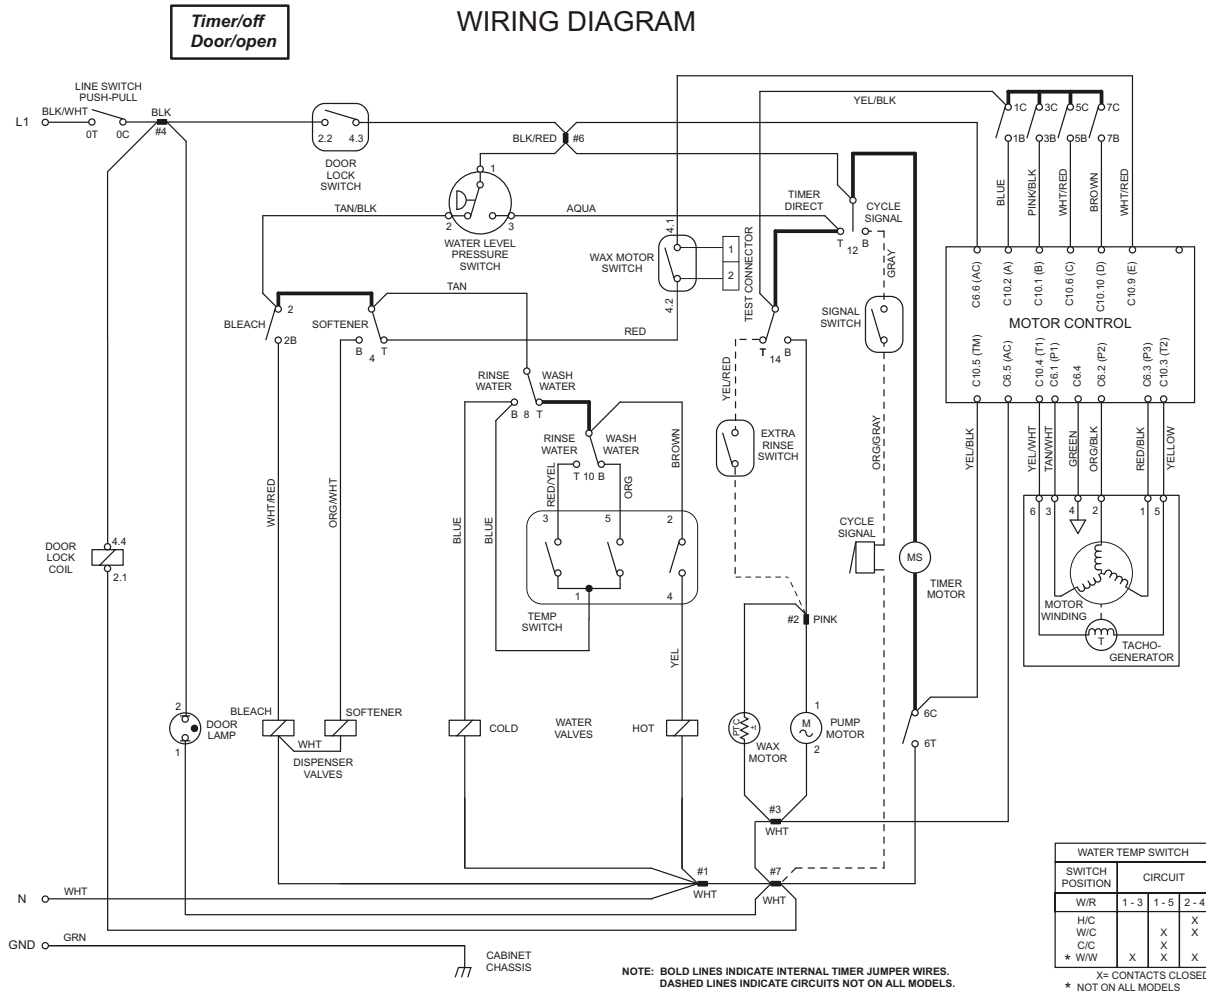 Timer/off
Door/open
WIRING DIAGRAM
LINE SWITCH
PUSH-PULL
L1
BLK/WHT
0T
0C
BLK
#4
2.2
4.3
DOOR
LOCK
SWITCH
BLK/RED
#6
YEL/BLK
1C
3C
5C
7C
1B
3B
5B
7B
BLUE
PINK/BLK
WHT/RED
BROWN
WHT/RED
1
TAN/BLK
2
3
AQUA
WATER LEVEL
PRESSURE
SWITCH
TIMER
DIRECT
CYCLE
SIGNAL
T
12
B
GRAY
4.1
WAX MOTOR
SWITCH
1
2
4.2
TEST CONNECTOR
C6.6 (AC)
C10.2 (A)
C10.1 (B)
C10.6 (C)
C10.10 (D)
C10.9 (E)
MOTOR CONTROL
C10.5 (TM)
C6.5 (AC)
C10.4 (T1)
C6.1 (P1)
C6.4
C6.2 (P2)
C6.3 (P3)
C10.3 (T2)
TAN
2
BLEACH
2B
SOFTENER
B
4
T
RED
SIGNAL
SWITCH
T
14
B
RINSE
WATER
WASH
WATER
B 8 T
YEL/RED
RINSE
WATER
WASH
WATER
T 10 B
BROWN
EXTRA
RINSE
SWITCH
ORG/GRAY
YEL/BLK
YEL/WHT
TAN/WHT
GREEN
ORG/BLK
RED/BLK
YELLOW
RED/YEL
ORG
WHT/RED
ORG/WHT
BLUE
BLUE
3
5
2
1
4
TEMP
SWITCH
CYCLE
SIGNAL
MS
TIMER
MOTOR
6
3
4
2
1
5
MOTOR
WINDING
T
TACHO-
GENERATOR
4.4
DOOR
LOCK
COIL
2.1
#2
PINK
YEL
2
DOOR
LAMP
1
BLEACH
SOFTENER
WHT
DISPENSER
VALVES
COLD
WATER
VALVES
HOT
PTC
WAX
MOTOR
1
M
PUMP
MOTOR
2
6C
6T
#3
WHT
#1
WHT
#7
WHT
N
WHT
GND
GRN
CABINET
CHASSIS
NOTE: BOLD LINES INDICATE INTERNAL TIMER JUMPER WIRES.
DASHED LINES INDICATE CIRCUITS NOT ON ALL MODELS.
WATER TEMP SWITCH
SWITCH
POSITION
CIRCUIT
W/R 1 - 3 1 - 5 2 - 4
H/C X
W/C X X
C/C X
* W/W X X X
X= CONTACTS CLOSED
* NOT ON ALL MODELS